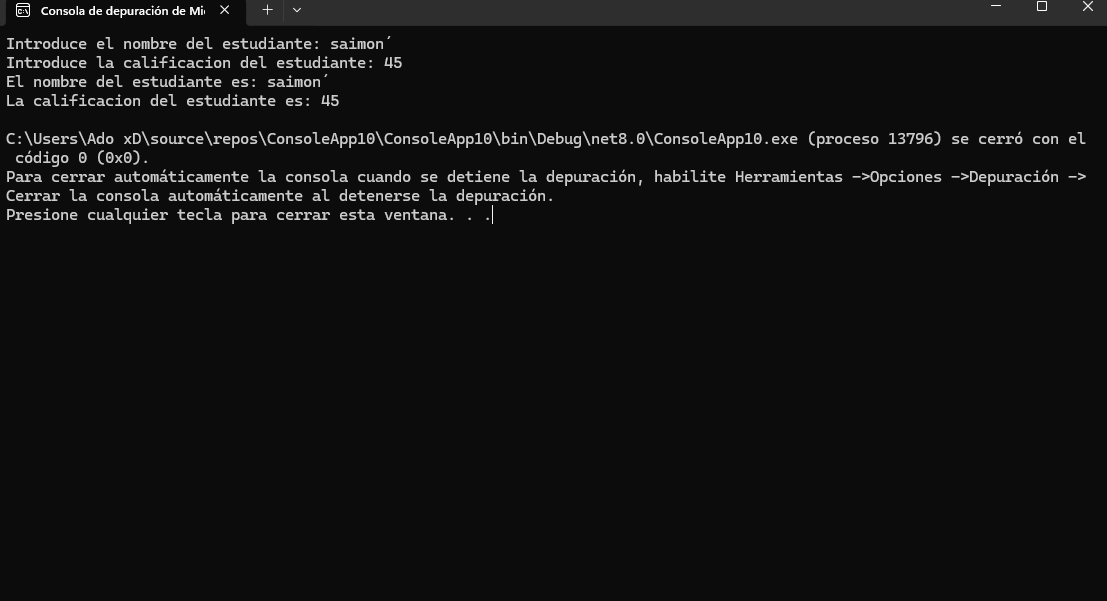 Consola de depuración de Mi
Introduce el nombre del estudiante: saimon´
Introduce la calificacion del estudiante: 45
El nombre del estudiante es: saimon´
La calificacion del estudiante es: 45
C:\Users\Ado xD\source\repos\ConsoleApp10\ConsoleApp10\bin\Debug\net8.0\ConsoleApp10.exe (proceso 13796) se cerró con el
código 0 (0x0).
Para cerrar automáticamente la consola cuando se detiene la depuración, habilite Herramientas ->Opciones ->Depuración ->
Cerrar la consola automáticamente al detenerse la depuración.
Presione cualquier tecla para cerrar esta ventana. . .